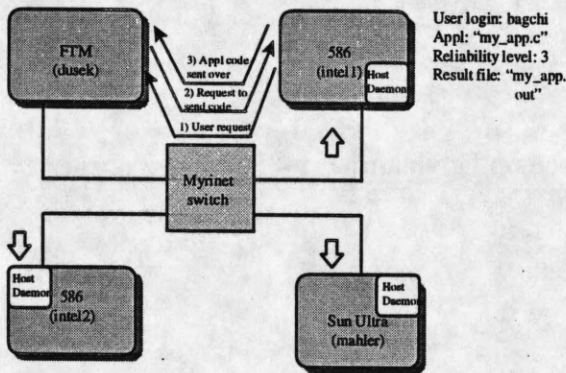 FTM
(dusek)
3) Appl code
sent over
2) Request to
send code
1) User request
586
(intel1)
Host
Daemon
User login: bagchi
Appl: “my_app.c”
Reliability level: 3
Result file: “my_app.
out”
Myrinet
switch
Host
Daemon
586
(intel2)
Host
Daemon
Sun Ultra
(mahler)